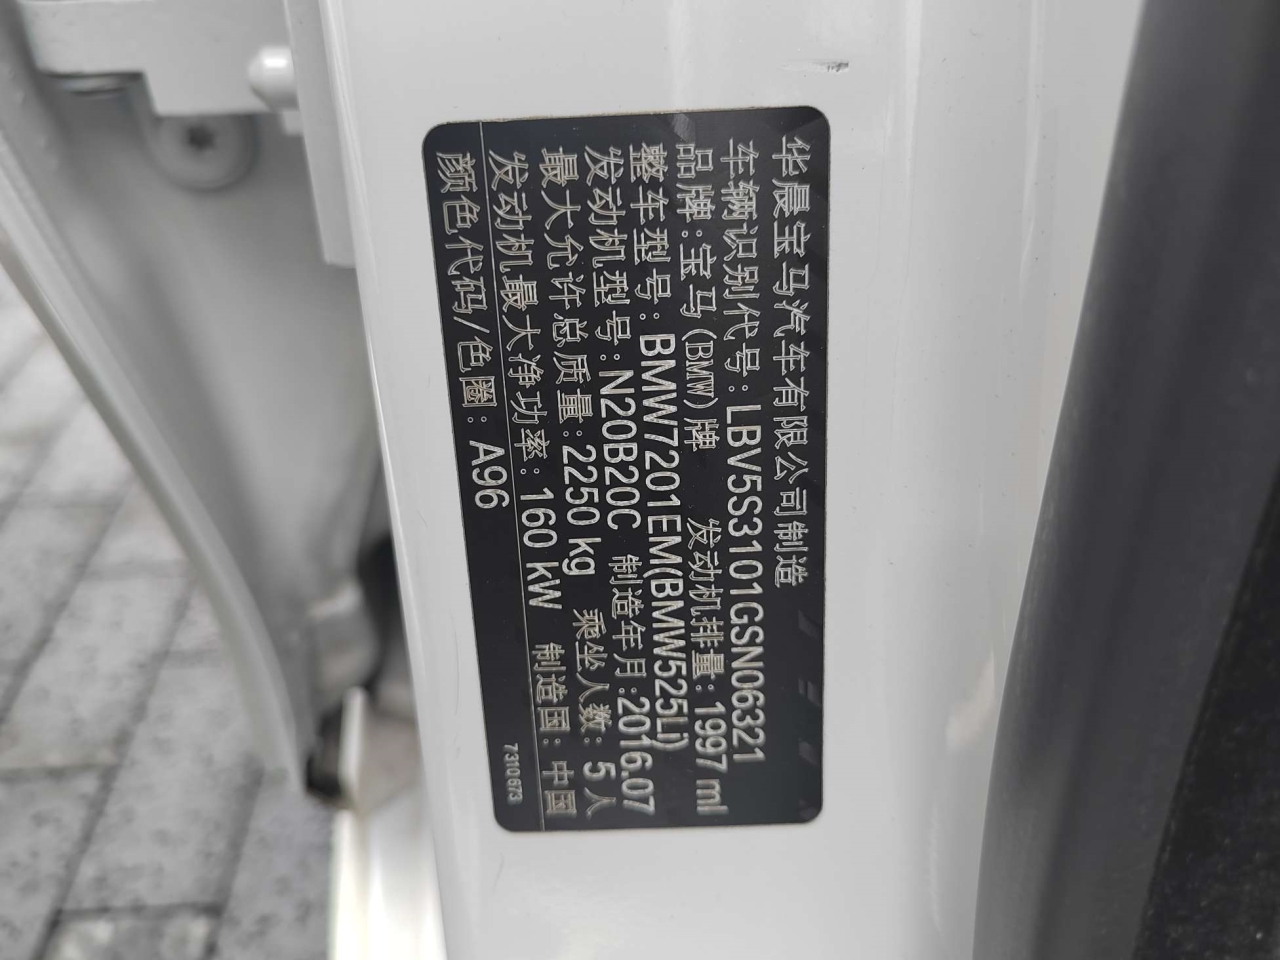 华晨宝马汽车有限公司制造
车辆识别代号：LBV5S3101GSN06321
品牌：宝马(BMW)牌 发动机排量：1997 ml
整车型号：BMW7201EM(BMW525Li)
发动机型号：N20B20C 制造年月：2016.07
最大允许总质量：2250 kg 乘坐人数：5人
发动机最大净功率：160 kW 制造国：中国
颜色代码/色圈：A96
7310673